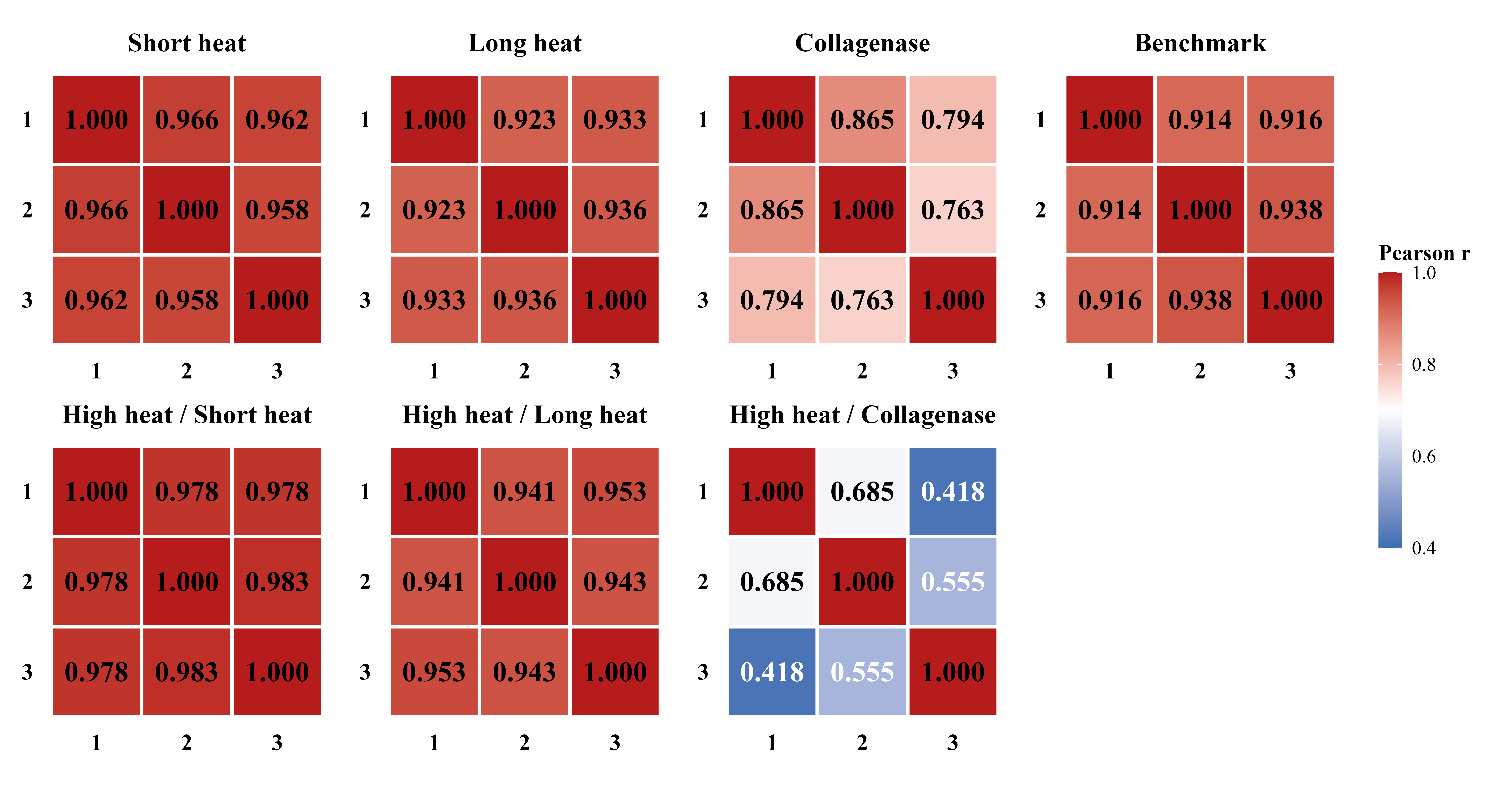 Short heat Long heat Collagenase Benchmark
1 1.000 0.966 0.962 1 1.000 0.923 0.933 1 1.000 0.865 0.794 1 1.000 0.914 0.916
2 0.966 1.000 0.958 2 0.923 1.000 0.936 2 0.865 1.000 0.763 2 0.914 1.000 0.938
3 0.962 0.958 1.000 3 0.933 0.936 1.000 3 0.794 0.763 1.000 3 0.916 0.938 1.000
1 2 3 1 2 3 1 2 3 1 2 3
High heat / Short heat High heat / Long heat High heat / Collagenase
1 1.000 0.978 0.978 1 1.000 0.941 0.953 1 1.000 0.685 0.418
2 0.978 1.000 0.983 2 0.941 1.000 0.943 2 0.685 1.000 0.555
3 0.978 0.983 1.000 3 0.953 0.943 1.000 3 0.418 0.555 1.000
1 2 3 1 2 3 1 2 3
Pearson r
1.0
0.8
0.6
0.4